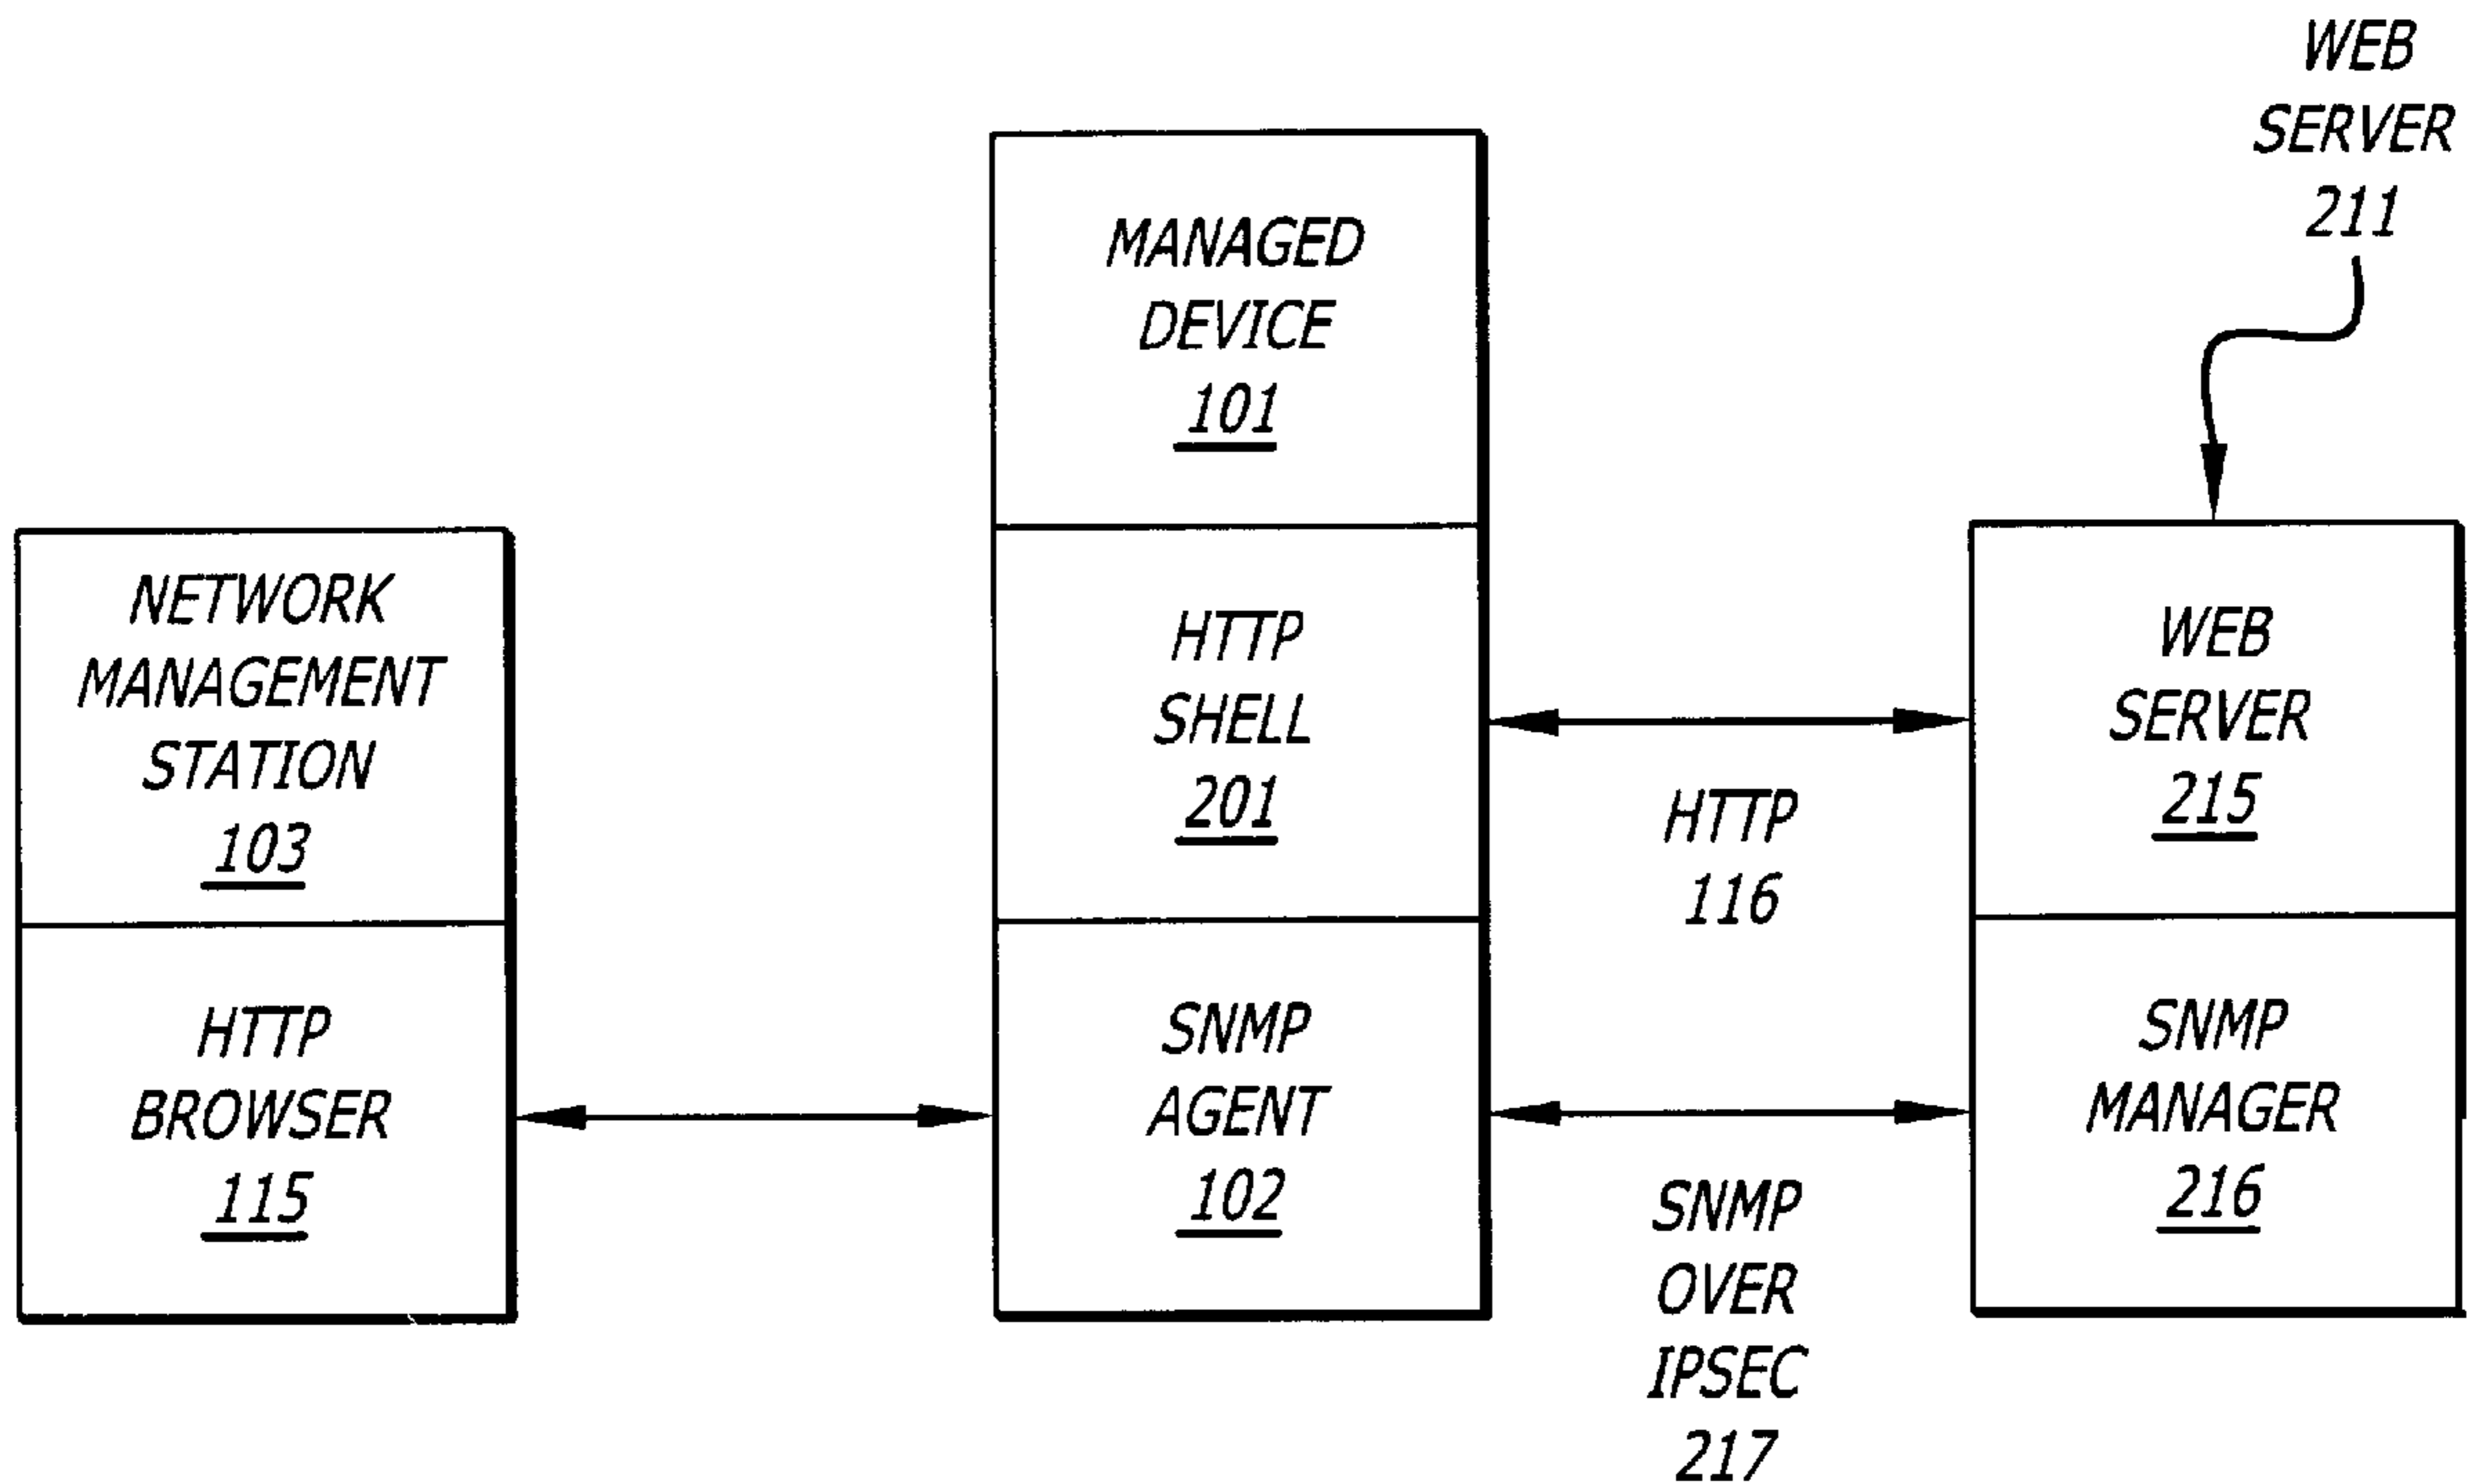 WEB
SERVER
211
MANAGED
DEVICE
101
NETWORK
MANAGEMENT
STATION
103
HTTP
SHELL
201
WEB
SERVER
215
HTTP
116
HTTP
BROWSER
115
SNMP
AGENT
102
SNMP
MANAGER
216
SNMP
OVER
IPSEC
217